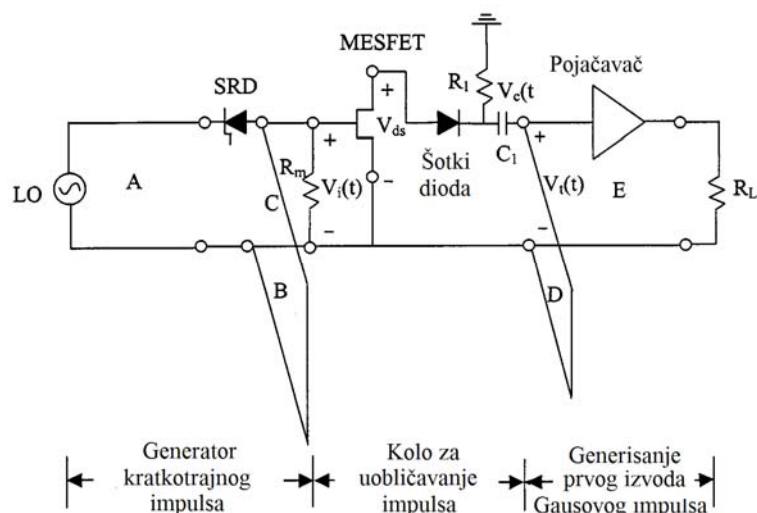 MESFET
SRD
R1
Vc(t
Pojačavač
LO
A
C
Rm
Vi(t)
Vds
+
-
+
-
Šotki
dioda
C1
+
-
Vt(t)
E
RL
B
D
Generator
kratkotrajnog
impulsa
Kolo za
uobličavanje
impulsa
Generisanje
prvog izvoda
Gausovog impulsa